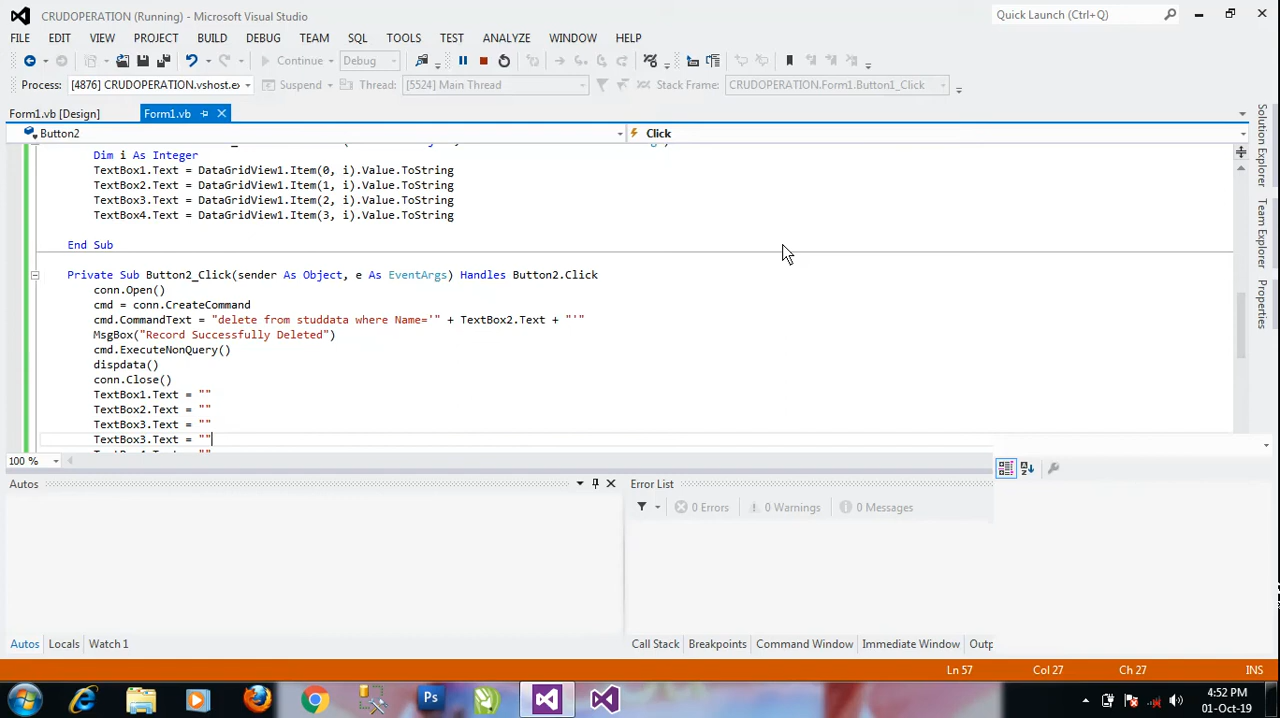 CRUDOPERATION (Running) - Microsoft Visual Studio
Quick Launch (Ctrl+Q)
FILE EDIT VIEW PROJECT BUILD DEBUG TEAM SQL TOOLS TEST ANALYZE WINDOW HELP
Continue Debug
Process: [4876] CRUDOPERATION.vshost.ex Suspend Thread: [5524] Main Thread Stack Frame: CRUDOPERATION.Form1.Button1_Click
Form1.vb [Design] Form1.vb
Button2 Click
Dim i As Integer
TextBox1.Text = DataGridView1.Item(0, i).Value.ToString
TextBox2.Text = DataGridView1.Item(1, i).Value.ToString
TextBox3.Text = DataGridView1.Item(2, i).Value.ToString
TextBox4.Text = DataGridView1.Item(3, i).Value.ToString
End Sub
Private Sub Button2_Click(sender As Object, e As EventArgs) Handles Button2.Click
conn.Open()
cmd = conn.CreateCommand
cmd.CommandText = "delete from studdata where Name='" + TextBox2.Text + "'"
MsgBox("Record Successfully Deleted")
cmd.ExecuteNonQuery()
dispdata()
conn.Close()
TextBox1.Text = ""
TextBox2.Text = ""
TextBox3.Text = ""
TextBox3.Text = ""
100 %
Autos
Error List
0 Errors 0 Warnings 0 Messages
Autos Locals Watch 1
Call Stack Breakpoints Command Window Immediate Window Outp
Ln 57 Col 27 Ch 27 INS
Solution Explorer
Team Explorer
Properties
Ps
4:52 PM
01-Oct-19